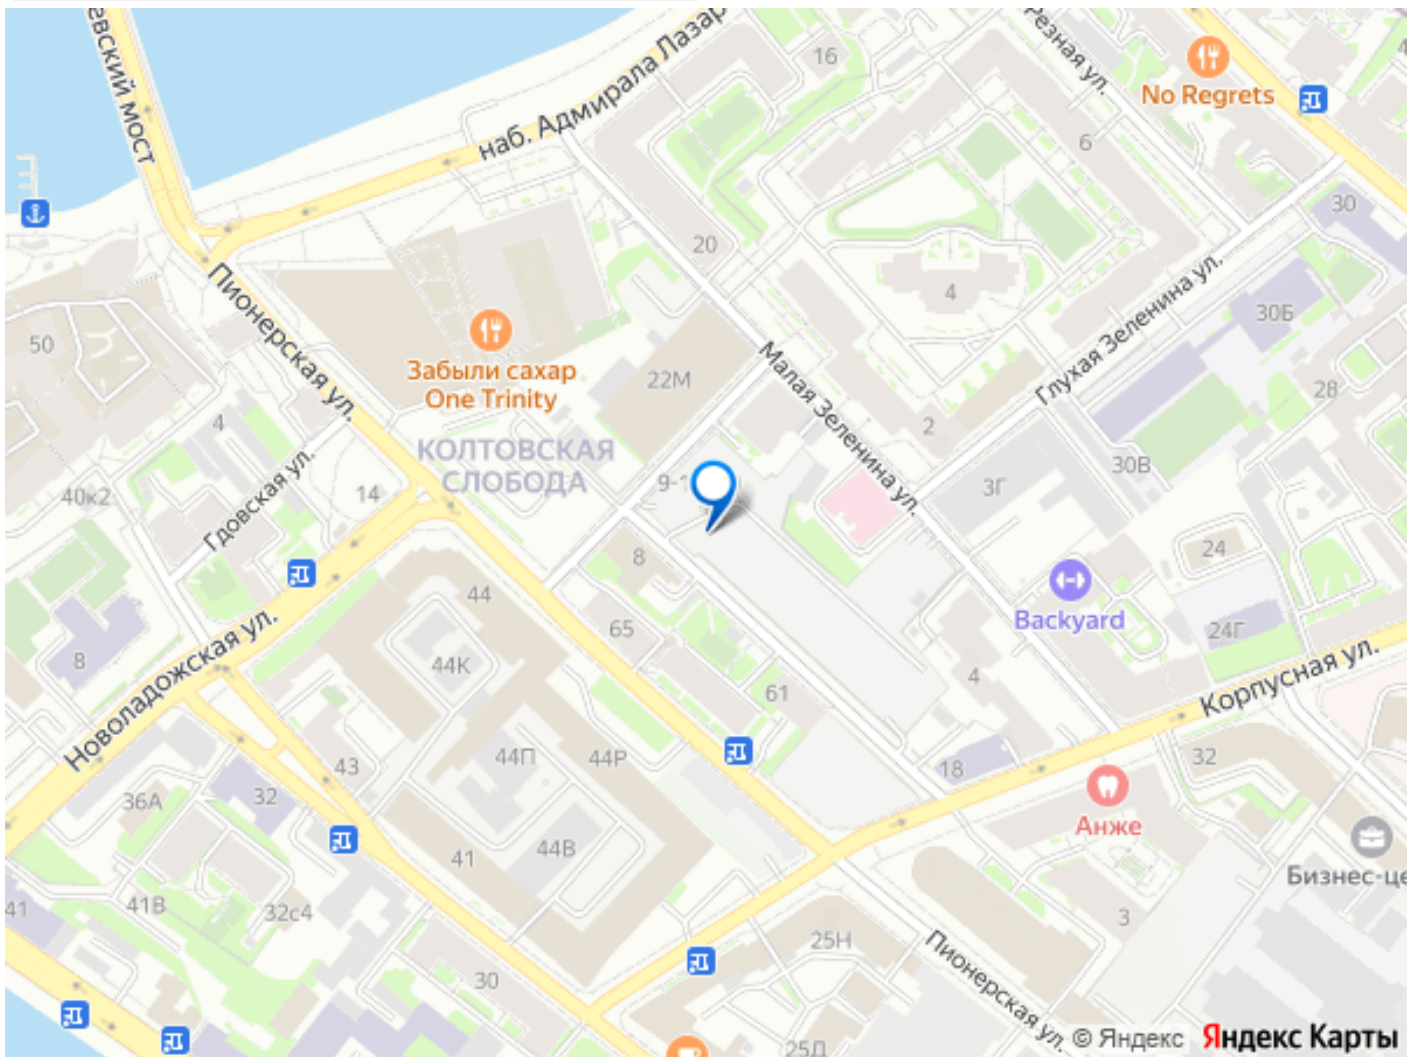 евский мост
наб. Адмирала Лазар
16
Резная ул.
No Regrets
6
30
20
4
30Б
Пионерская ул.
50
Забыли сахар
One Trinity
22М
Малая Зеленина ул.
Глухая Зеленина ул.
28
4
2
КОЛТОВСКАЯ
СЛОБОДА
9-1
30В
3Г
40к2
14
Гдовская ул.
8
24
44
Backyard
65
24Г
8
44К
4
61
Корпусная ул.
Новоладожская ул.
44П
44Р
18
32
43
36А
32
Анже
44В
41
Бизнес-це
41
41В
32с4
3
25Н
30
Пионерская ул.
25Д
© Яндекс
Яндекс Карты